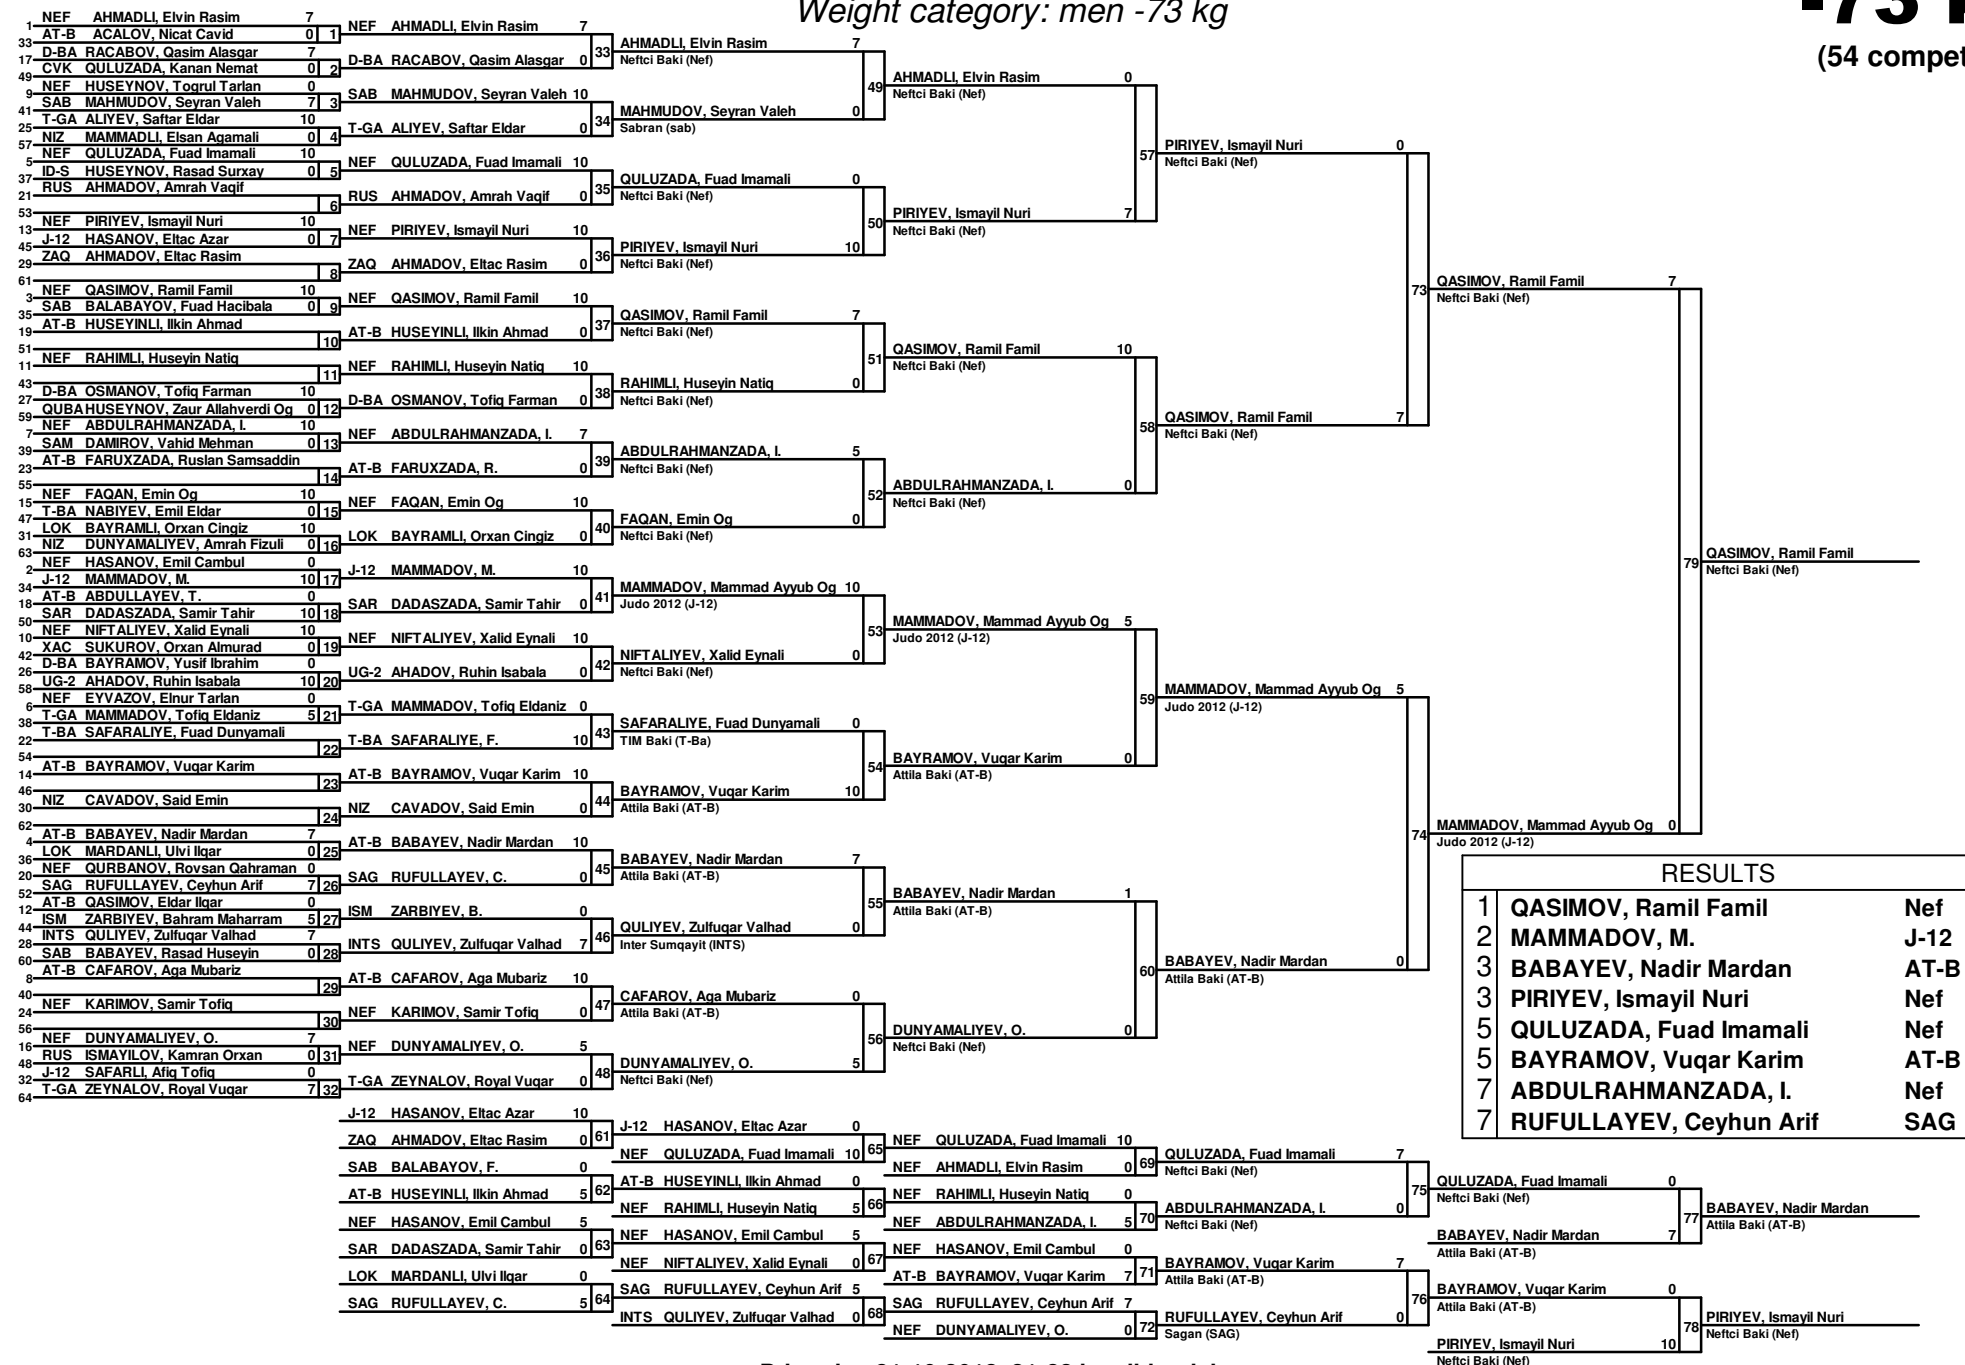 Weight category: men -73 kg
(54 compet
1 NEF AHMADLI, Elvin Rasim 7
33 AT-B ACALOV, Nicat Cavid 0 1
17 D-BA RACABOV, Qasim Alasgar 7
49 CVK QULUZADA, Kanan Nemat 0 2
9 NEF HUSEYNOV, Togrul Tarlan 0
41 SAB MAHMUDOV, Seyran Valeh 7 3
25 T-GA ALIYEV, Saftar Eldar 10
57 NIZ MAMMADLI, Elsan Agamali 0 4
5 NEF QULUZADA, Fuad Imamali 10
37 ID-S HUSEYNOV, Rasad Surxay 0 5
21 RUS AHMADOV, Amrah Vaqif
53 6
13 NEF PIRIYEV, Ismayil Nuri 10
45 J-12 HASANOV, Eltac Azar 0 7
29 ZAQ AHMADOV, Eltac Rasim
61 8
3 NEF QASIMOV, Ramil Famil 10
35 SAB BALABAYOV, Fuad Hacibala 0 9
19 AT-B HUSEYINLI, Ilkin Ahmad
51 10
11 NEF RAHIMLI, Huseyin Natiq
43 11
27 D-BA OSMANOV, Tofiq Farman 10
59 QUBA HUSEYNOV, Zaur Allahverdi Og 0 12
7 NEF ABDULRAHMANZADA, I. 10
39 SAM DAMIROV, Vahid Mehman 0 13
23 AT-B FARUXZADA, Ruslan Samsaddin
55 14
15 NEF FAQAN, Emin Og 10
47 T-BA NABIYEV, Emil Eldar 0 15
31 LOK BAYRAMLI, Orxan Cingiz 10
63 NIZ DUNYAMALIYEV, Amrah Fizuli 0 16
2 NEF HASANOV, Emil Cambul 0
34 J-12 MAMMADOV, M. 10 17
18 AT-B ABDULLAYEV, T. 0
50 SAR DADASZADA, Samir Tahir 10 18
10 NEF NIFTALIYEV, Xalid Eynali 10
42 XAC SUKUROV, Orxan Almurad 0 19
26 D-BA BAYRAMOV, Yusif Ibrahim 0
58 UG-2 AHADOV, Ruhin Isabala 10 20
6 NEF EYVAZOV, Elnur Tarlan 0
38 T-GA MAMMADOV, Tofiq Eldaniz 5 21
22 T-BA SAFARALIYE, Fuad Dunyamali
54 22
14 AT-B BAYRAMOV, Vuqar Karim
46 23
30 NIZ CAVADOV, Said Emin
62 24
4 AT-B BABAYEV, Nadir Mardan 7
36 LOK MARDANLI, Ulvi Ilqar 0 25
20 NEF QURBANOV, Rovsan Qahraman 0
52 SAG RUFULLAYEV, Ceyhun Arif 7 26
12 AT-B QASIMOV, Eldar Ilqar 0
44 ISM ZARBIYEV, Bahram Maharram 5 27
28 INTS QULIYEV, Zulfuqar Valhad 7
60 SAB BABAYEV, Rasad Huseyin 0 28
8 AT-B CAFAROV, Aga Mubariz
40 29
24 NEF KARIMOV, Samir Tofiq
56 30
16 NEF DUNYAMALIYEV, O. 7
48 RUS ISMAYILOV, Kamran Orxan 0 31
32 J-12 SAFARLI, Afiq Tofiq 0
64 T-GA ZEYNALOV, Royal Vuqar 7 32
NEF AHMADLI, Elvin Rasim 7
D-BA RACABOV, Qasim Alasgar 0 33
SAB MAHMUDOV, Seyran Valeh 10
T-GA ALIYEV, Saftar Eldar 0 34
NEF QULUZADA, Fuad Imamali 10
RUS AHMADOV, Amrah Vaqif 0 35
NEF PIRIYEV, Ismayil Nuri 10
ZAQ AHMADOV, Eltac Rasim 0 36
NEF QASIMOV, Ramil Famil 10
AT-B HUSEYINLI, Ilkin Ahmad 0 37
NEF RAHIMLI, Huseyin Natiq 10
D-BA OSMANOV, Tofiq Farman 0 38
NEF ABDULRAHMANZADA, I. 7
AT-B FARUXZADA, R. 0 39
NEF FAQAN, Emin Og 10
LOK BAYRAMLI, Orxan Cingiz 0 40
J-12 MAMMADOV, M. 10
SAR DADASZADA, Samir Tahir 0 41
NEF NIFTALIYEV, Xalid Eynali 10
UG-2 AHADOV, Ruhin Isabala 0 42
T-GA MAMMADOV, Tofiq Eldaniz 0
T-BA SAFARALIYE, F. 10 43
AT-B BAYRAMOV, Vuqar Karim 10
NIZ CAVADOV, Said Emin 0 44
AT-B BABAYEV, Nadir Mardan 10
SAG RUFULLAYEV, C. 0 45
ISM ZARBIYEV, B. 0
INTS QULIYEV, Zulfuqar Valhad 7 46
AT-B CAFAROV, Aga Mubariz 10
NEF KARIMOV, Samir Tofiq 0 47
NEF DUNYAMALIYEV, O. 5
T-GA ZEYNALOV, Royal Vuqar 0 48
AHMADLI, Elvin Rasim 7
Neftci Baki (Nef)
MAHMUDOV, Seyran Valeh 0 49
Sabran (sab)
QULUZADA, Fuad Imamali 0
Neftci Baki (Nef)
PIRIYEV, Ismayil Nuri 10 50
Neftci Baki (Nef)
QASIMOV, Ramil Famil 7
Neftci Baki (Nef)
RAHIMLI, Huseyin Natiq 0 51
Neftci Baki (Nef)
ABDULRAHMANZADA, I. 5
Neftci Baki (Nef)
FAQAN, Emin Og 0 52
Neftci Baki (Nef)
MAMMADOV, Mammad Ayyub Og 10
Judo 2012 (J-12)
NIFTALIYEV, Xalid Eynali 0 53
Neftci Baki (Nef)
SAFARALIYE, Fuad Dunyamali 0
TIM Baki (T-Ba)
BAYRAMOV, Vuqar Karim 10 54
Attila Baki (AT-B)
BABAYEV, Nadir Mardan 7
Attila Baki (AT-B)
QULIYEV, Zulfuqar Valhad 0 55
Inter Sumqayit (INTS)
CAFAROV, Aga Mubariz 0
Attila Baki (AT-B)
DUNYAMALIYEV, O. 5 56
Neftci Baki (Nef)
AHMADLI, Elvin Rasim 0
Neftci Baki (Nef)
PIRIYEV, Ismayil Nuri 7 57
Neftci Baki (Nef)
QASIMOV, Ramil Famil 10
Neftci Baki (Nef)
ABDULRAHMANZADA, I. 0 58
Neftci Baki (Nef)
MAMMADOV, Mammad Ayyub Og 5
Judo 2012 (J-12)
BAYRAMOV, Vuqar Karim 0 59
Attila Baki (AT-B)
BABAYEV, Nadir Mardan 1
Attila Baki (AT-B)
DUNYAMALIYEV, O. 0 60
Neftci Baki (Nef)
PIRIYEV, Ismayil Nuri 0
Neftci Baki (Nef)
QASIMOV, Ramil Famil 7 73
Neftci Baki (Nef)
MAMMADOV, Mammad Ayyub Og 5
Judo 2012 (J-12)
BABAYEV, Nadir Mardan 0 74
Attila Baki (AT-B)
QASIMOV, Ramil Famil 7
Neftci Baki (Nef)
MAMMADOV, Mammad Ayyub Og 0 79
Judo 2012 (J-12)
QASIMOV, Ramil Famil
Neftci Baki (Nef)
RESULTS
1 QASIMOV, Ramil Famil Nef
2 MAMMADOV, M. J-12
3 BABAYEV, Nadir Mardan AT-B
3 PIRIYEV, Ismayil Nuri Nef
5 QULUZADA, Fuad Imamali Nef
5 BAYRAMOV, Vuqar Karim AT-B
7 ABDULRAHMANZADA, I. Nef
7 RUFULLAYEV, Ceyhun Arif SAG
J-12 HASANOV, Eltac Azar 10
ZAQ AHMADOV, Eltac Rasim 0 61
SAB BALABAYOV, F. 0
AT-B HUSEYINLI, Ilkin Ahmad 5 62
NEF HASANOV, Emil Cambul 5
SAR DADASZADA, Samir Tahir 0 63
LOK MARDANLI, Ulvi Ilqar 0
SAG RUFULLAYEV, C. 5 64
J-12 HASANOV, Eltac Azar 0
NEF QULUZADA, Fuad Imamali 10 65
AT-B HUSEYINLI, Ilkin Ahmad 0
NEF RAHIMLI, Huseyin Natiq 5 66
NEF HASANOV, Emil Cambul 5
NEF NIFTALIYEV, Xalid Eynali 0 67
SAG RUFULLAYEV, Ceyhun Arif 5
INTS QULIYEV, Zulfuqar Valhad 0 68
NEF QULUZADA, Fuad Imamali 10
NEF AHMADLI, Elvin Rasim 0 69
NEF RAHIMLI, Huseyin Natiq 0
NEF ABDULRAHMANZADA, I. 5 70
NEF HASANOV, Emil Cambul 0
AT-B BAYRAMOV, Vuqar Karim 7 71
SAG RUFULLAYEV, Ceyhun Arif 7
NEF DUNYAMALIYEV, O. 0 72
QULUZADA, Fuad Imamali 7
Neftci Baki (Nef)
ABDULRAHMANZADA, I. 0 75
Neftci Baki (Nef)
BAYRAMOV, Vuqar Karim 7
Attila Baki (AT-B)
RUFULLAYEV, Ceyhun Arif 0 76
Sagan (SAG)
QULUZADA, Fuad Imamali 0
Neftci Baki (Nef)
BABAYEV, Nadir Mardan 7 77
Attila Baki (AT-B)
BAYRAMOV, Vuqar Karim 0
Attila Baki (AT-B)
PIRIYEV, Ismayil Nuri 10 78
Neftci Baki (Nef)
BABAYEV, Nadir Mardan
Attila Baki (AT-B)
PIRIYEV, Ismayil Nuri
Neftci Baki (Nef)